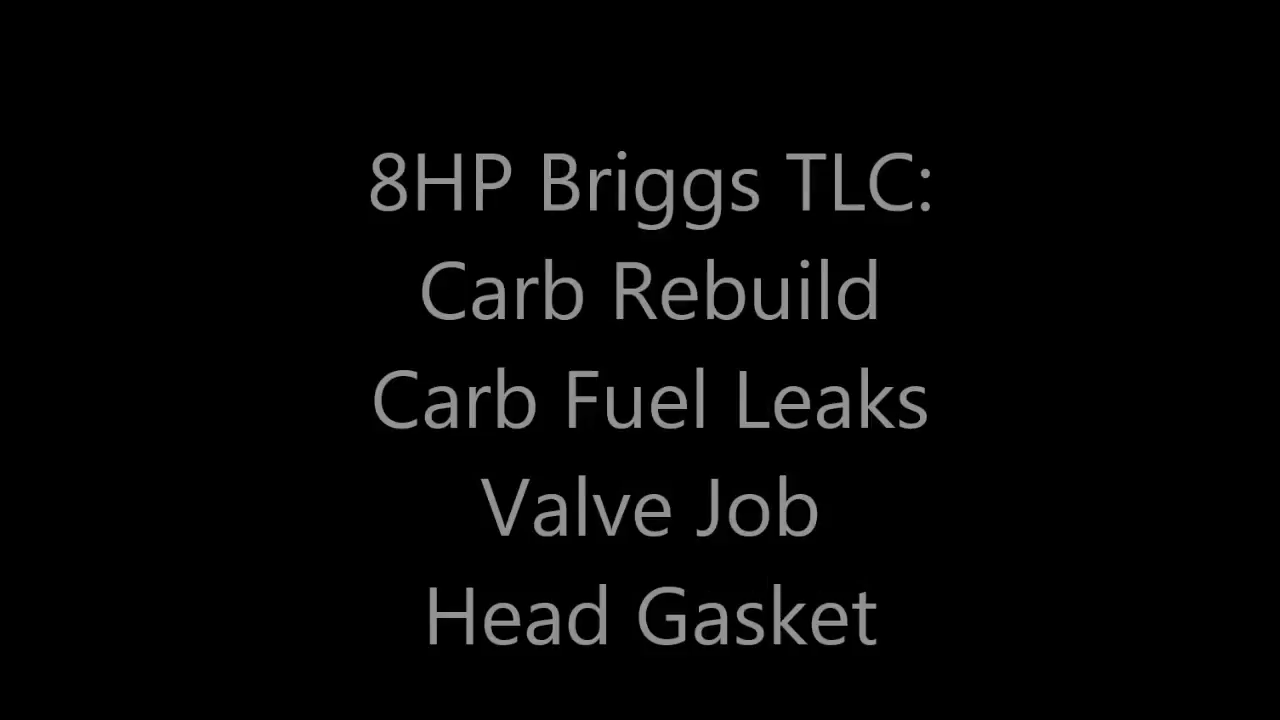 8HP Briggs TLC:
Carb Rebuild
Carb Fuel Leaks
Valve Job
Head Gasket